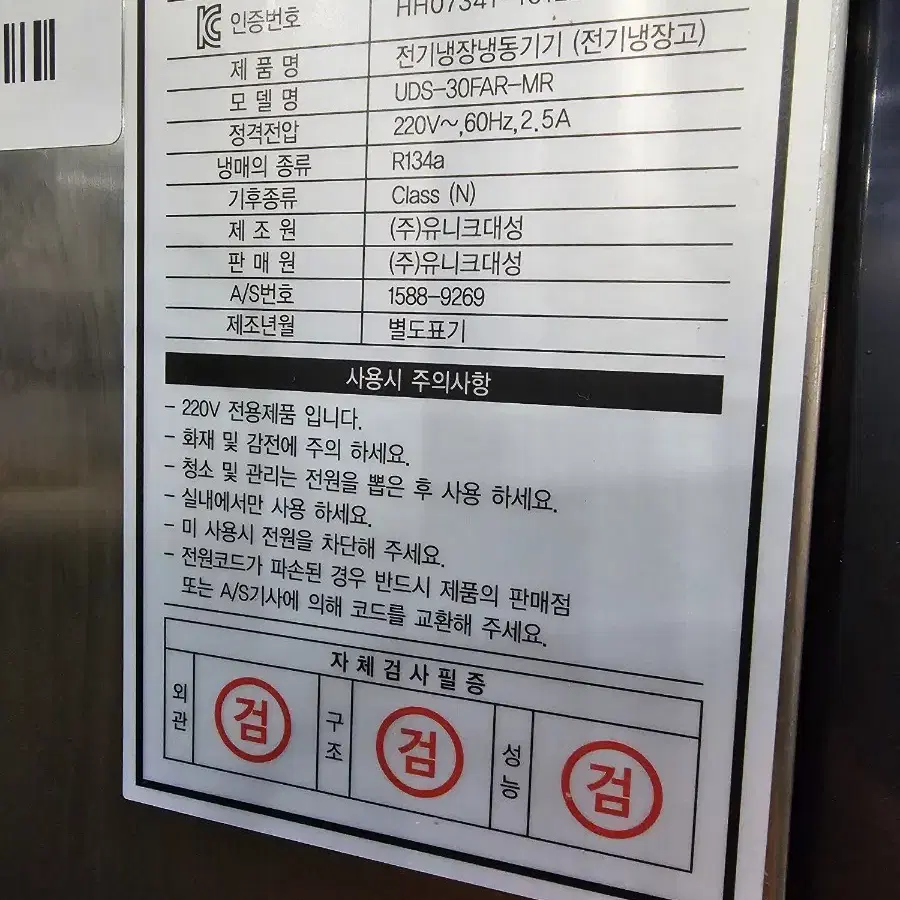 인증번호
제 품 명 전기냉장냉동기기 (전기냉장고)
모 델 명 UDS-30FAR-MR
정격전압 220V~,60Hz,2.5A
냉매의 종류 R134a
기후종류 Class (N)
제 조 원 (주)유니크대성
판 매 원 (주)유니크대성
A/S번호 1588-9269
제조년월 별도표기
사용시 주의사항
- 220V 전용제품 입니다.
- 화재 및 감전에 주의 하세요.
- 청소 및 관리는 전원을 뽑은 후 사용 하세요.
- 실내에서만 사용 하세요.
- 미 사용시 전원을 차단해 주세요.
- 전원코드가 파손된 경우 반드시 제품의 판매점
또는 A/S기사에 의해 코드를 교환해 주세요.
자체검사필증
외관 검 구조 검 성능 검